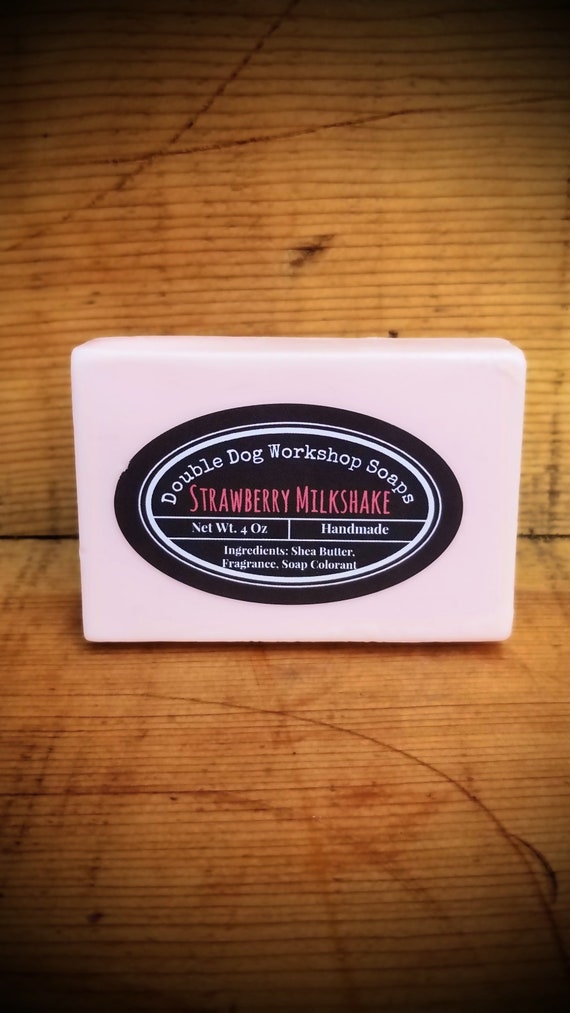 Double Dog Workshop Soaps
Strawberry Milkshake
Net Wt. 4 Oz Handmade
Ingredients: Shea Butter,
Fragrance, Soap Colorant